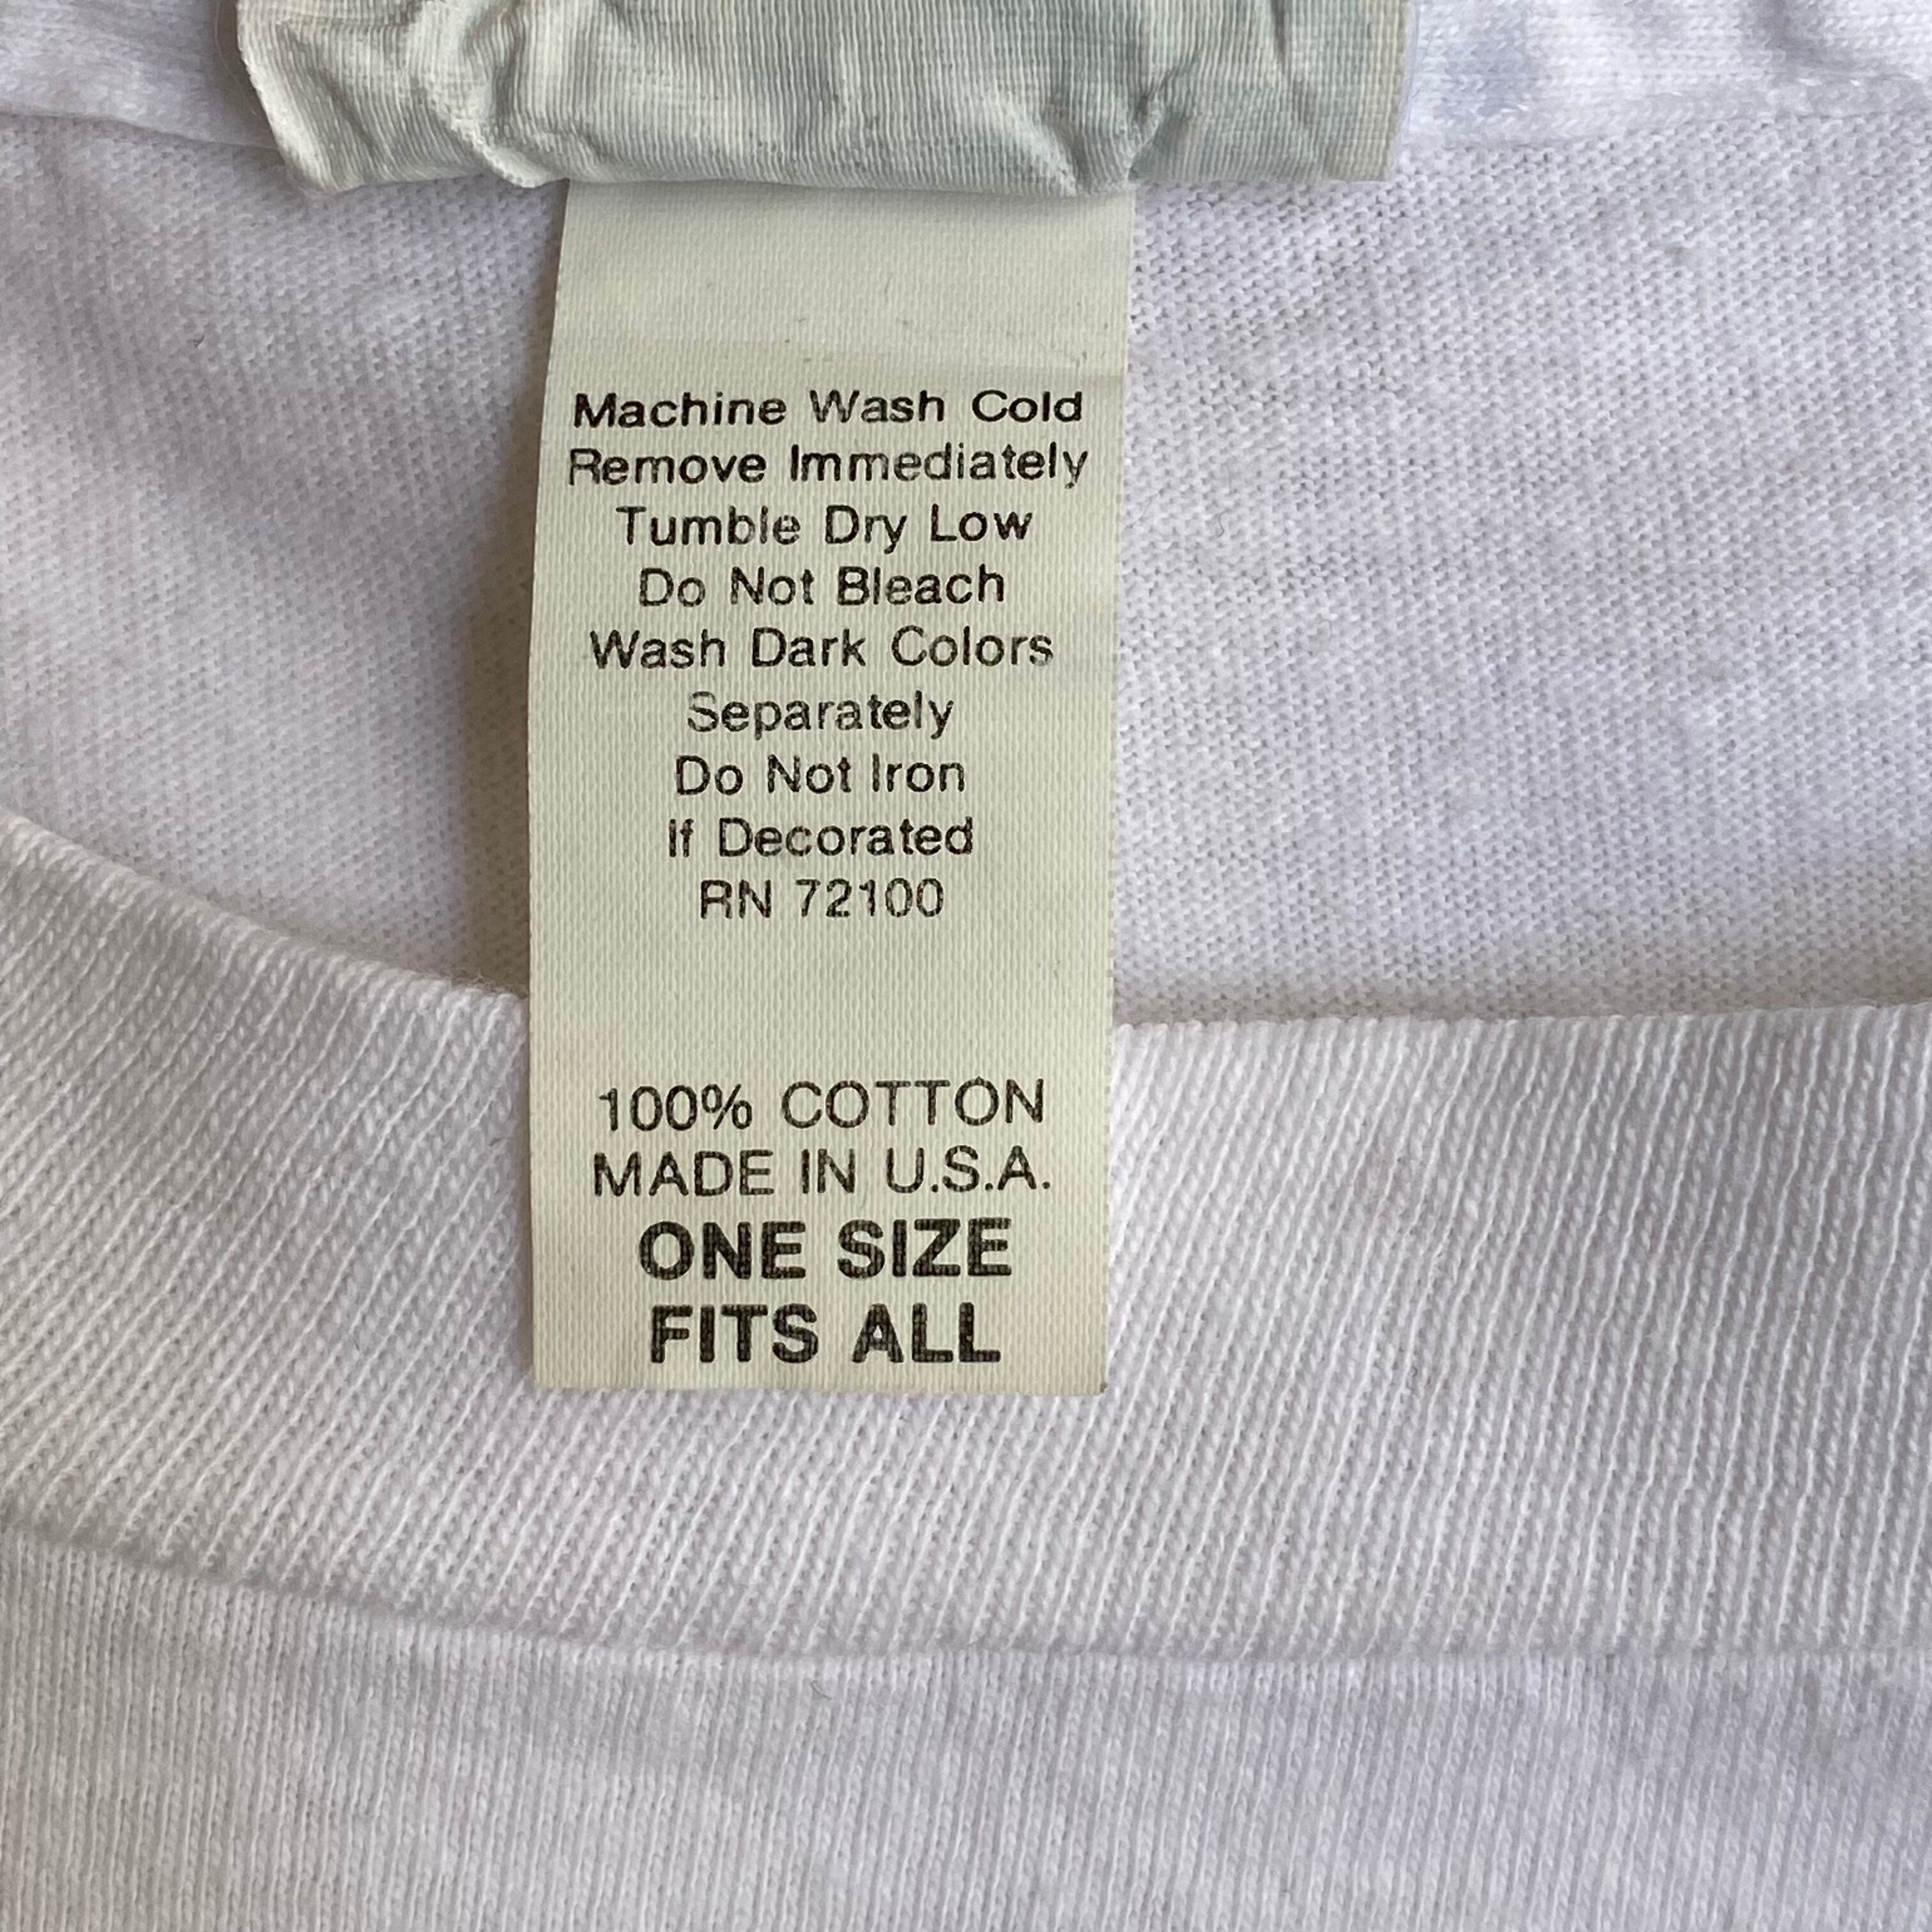 Machine Wash Cold
Remove Immediately
Tumble Dry Low
Do Not Bleach
Wash Dark Colors
Separately
Do Not Iron
If Decorated
RN 72100
100% COTTON
MADE IN U.S.A.
ONE SIZE
FITS ALL